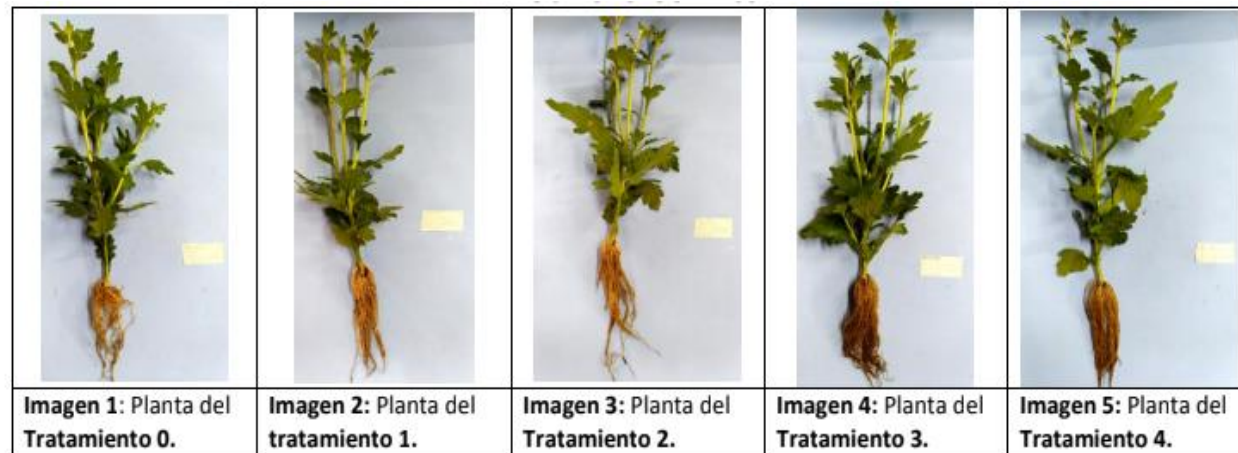 Imagen 1: Planta del
Tratamiento 0.
Imagen 2: Planta del
tratamiento 1.
Imagen 3: Planta del
Tratamiento 2.
Imagen 4: Planta del
Tratamiento 3.
Imagen 5: Planta del
Tratamiento 4.